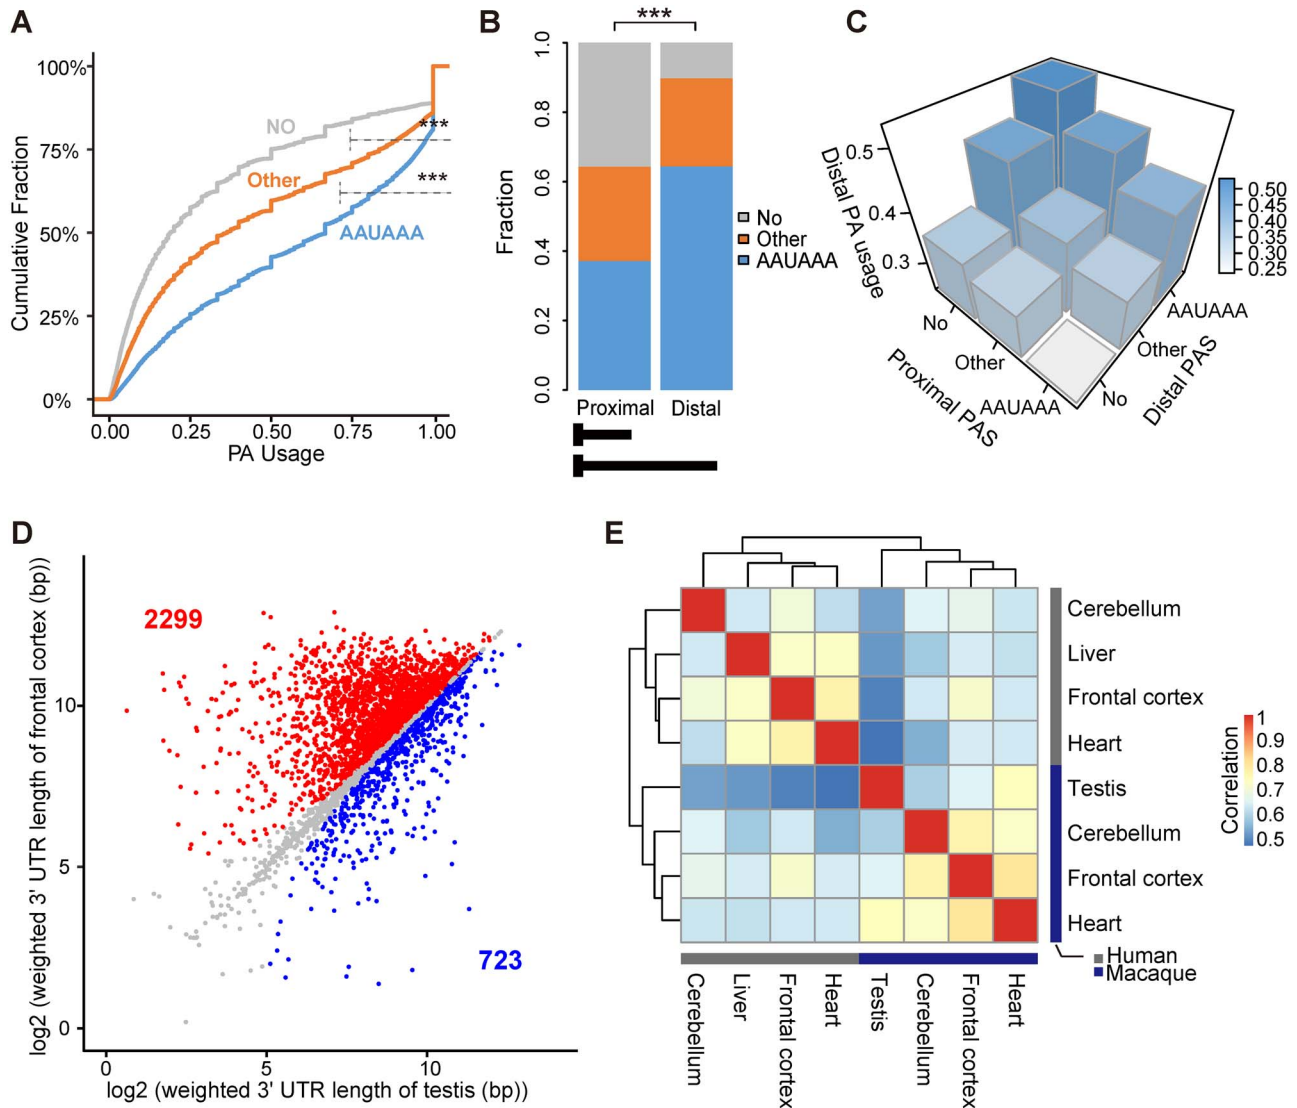 A
100%
75%
50%
25%
0%
Cumulative Fraction
NO
Other
AAUAAA
***
***
0.00 0.25 0.50 0.75 1.00
PA Usage
B
***
1.0
0.8
0.6
0.4
0.2
0.0
Fraction
No
Other
AAUAAA
Proximal Distal
C
0.5
0.4
0.3
Distal PA usage
No
Other
AAUAAA
Proximal PAS
No
Other
AAUAAA
Distal PAS
0.50
0.45
0.40
0.35
0.30
0.25
D
2299
723
10
5
0
log2 (weighted 3' UTR length of frontal cortex (bp))
0 5 10
log2 (weighted 3' UTR length of testis (bp))
E
Cerebellum
Liver
Frontal cortex
Heart
Testis
Cerebellum
Frontal cortex
Heart
Human
Macaque
Cerebellum
Liver
Frontal cortex
Heart
Testis
Cerebellum
Frontal cortex
Heart
Correlation
1
0.9
0.8
0.7
0.6
0.5